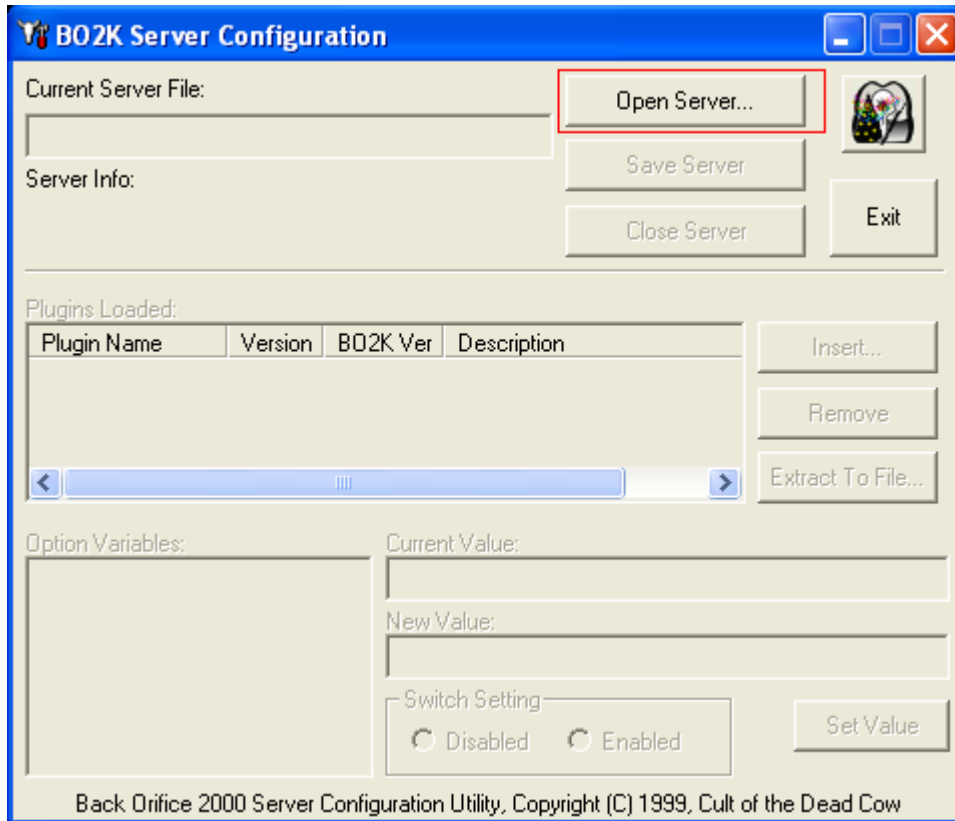 BO2K Server Configuration
Current Server File:
Open Server...
Server Info:
Save Server
Close Server
Exit
Plugins Loaded:
Plugin Name Version BO2K Ver Description
Insert...
Remove
Extract To File...
Option Variables:
Current Value:
New Value:
Switch Setting
Disabled Enabled
Set Value
Back Orifice 2000 Server Configuration Utility, Copyright (C) 1999, Cult of the Dead Cow